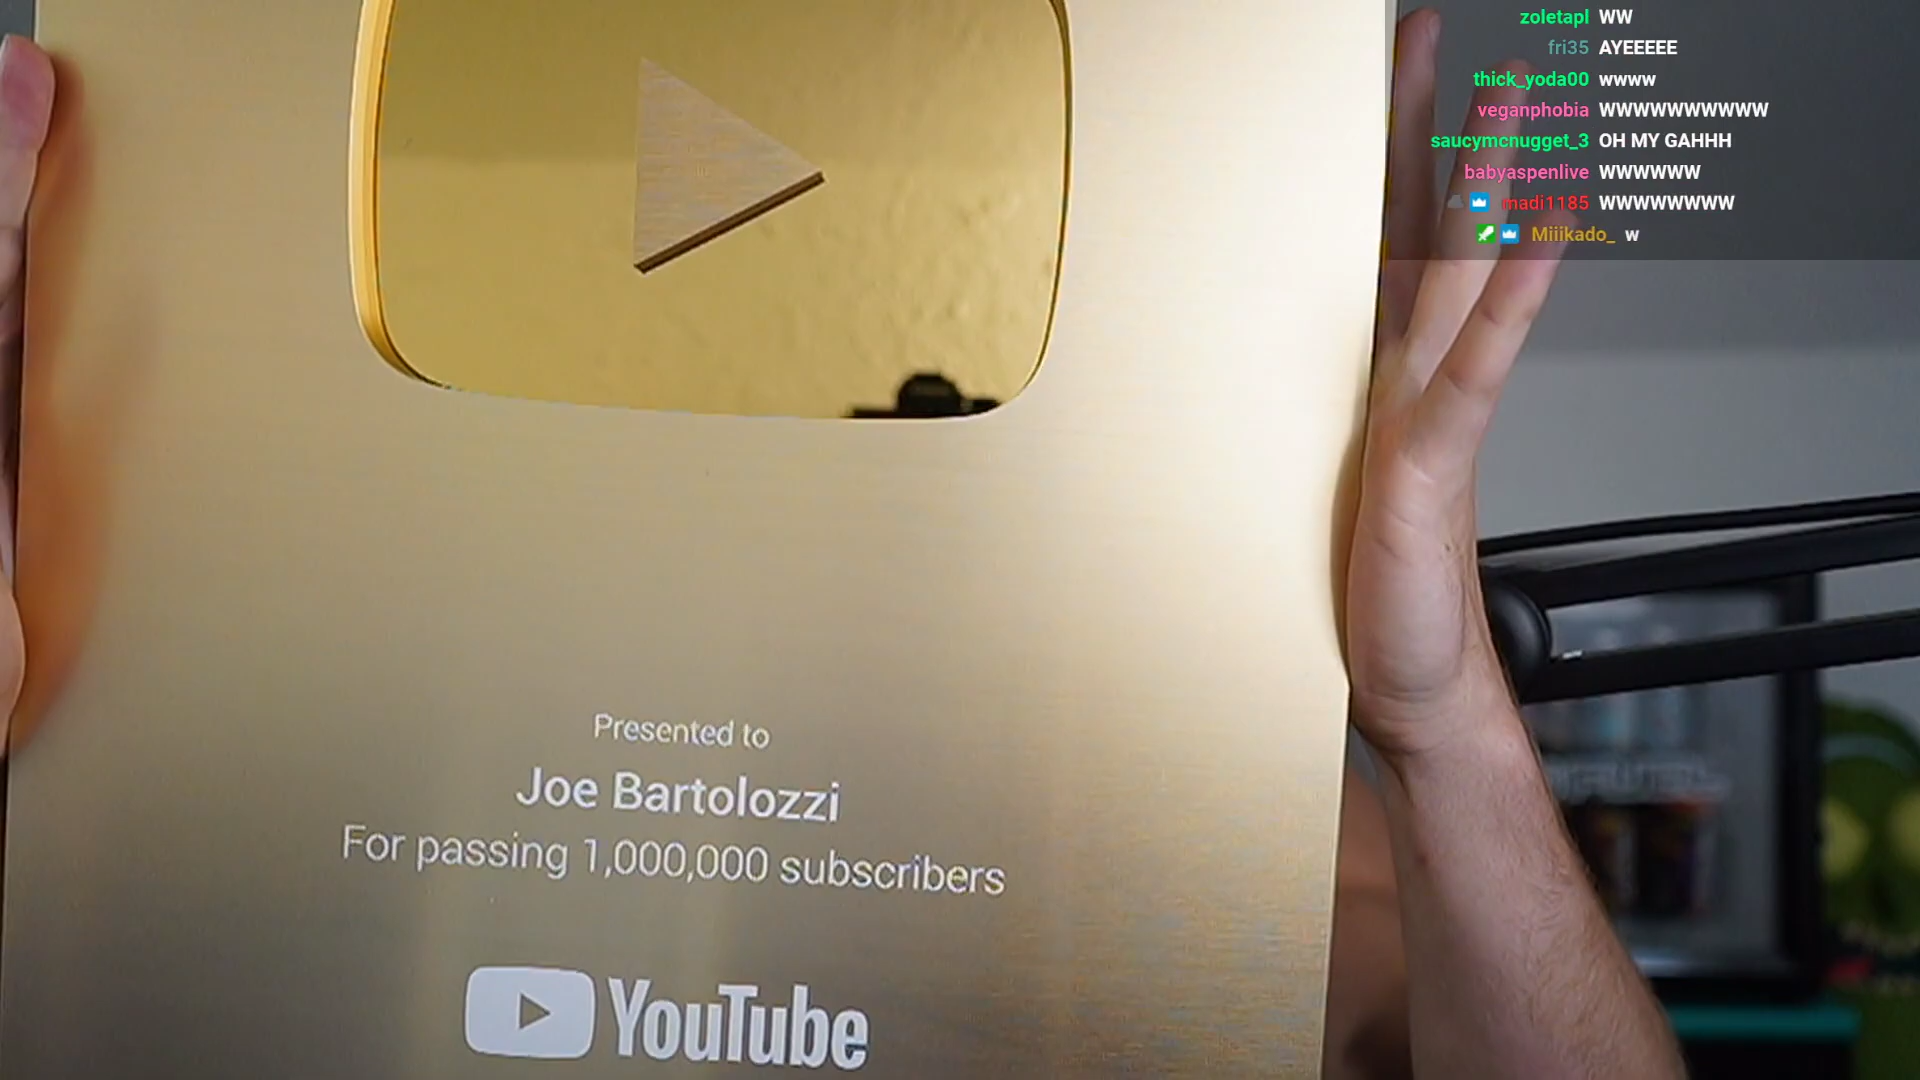 zoletapl WW
fri35 AYEEEEE
thick_yoda00 wwww
veganphobia WWWWWWWWWW
saucymcnugget_3 OH MY GAHHH
babyaspenlive WWWWWW
madi1185 WWWWWWWW
Miiikado_ w
Presented to
Joe Bartolozzi
For passing 1,000,000 subscribers
YouTube